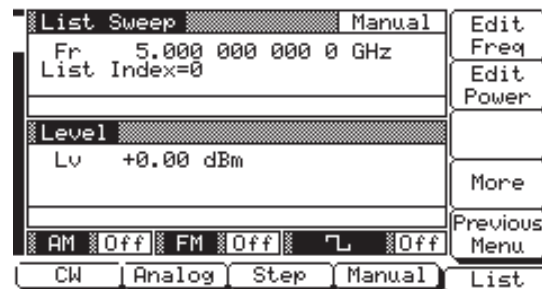 List Sweep Manual
Fr 5.000 000 000 0 GHz
List Index=0
Level
Lv +0.00 dBm
AM Off FM Off Off
Edit Freq
Edit Power
More
Previous Menu
CW Analog Step Manual List